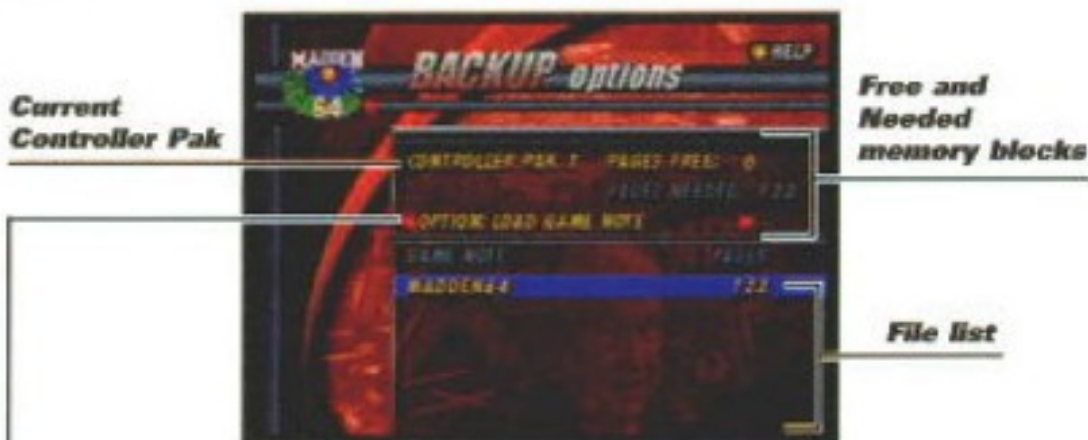 Current
Controller Pak
MADDEN
64
BACKUP options
HELP
CONTROLLER PAK 1 PAGES FREE: 0
PAGES NEEDED: 122
OPTION: LOAD GAME NOTE
GAME NOTE PAGES
MADDEN64 122
Free and
Needed
memory blocks
File list